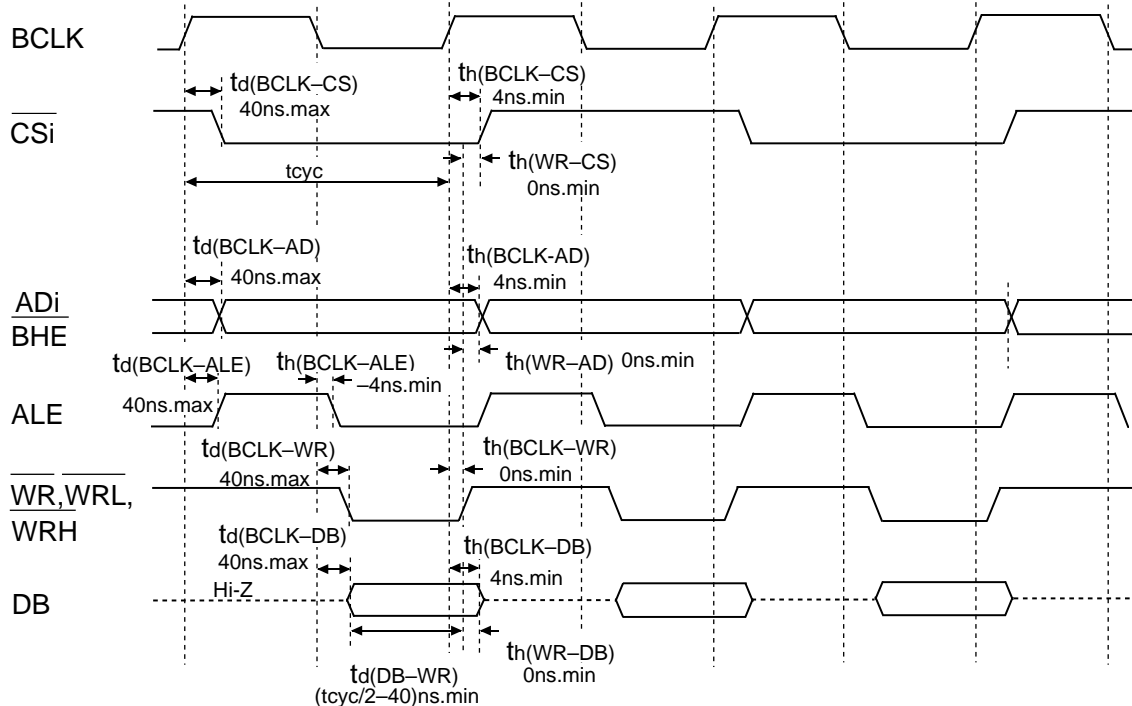 BCLK
td(BCLK–CS)
40ns.max
th(BCLK–CS)
4ns.min
CSi
th(WR–CS)
0ns.min
tcyc
td(BCLK–AD)
40ns.max
th(BCLK-AD)
4ns.min
ADi
BHE
th(WR–AD) 0ns.min
td(BCLK–ALE)
40ns.max
th(BCLK–ALE)
–4ns.min
ALE
td(BCLK–WR)
40ns.max
th(BCLK–WR)
0ns.min
WR,WRL,
WRH
td(BCLK–DB)
40ns.max
th(BCLK–DB)
4ns.min
Hi-Z
DB
td(DB–WR)
(tcyc/2–40)ns.min
th(WR–DB)
0ns.min